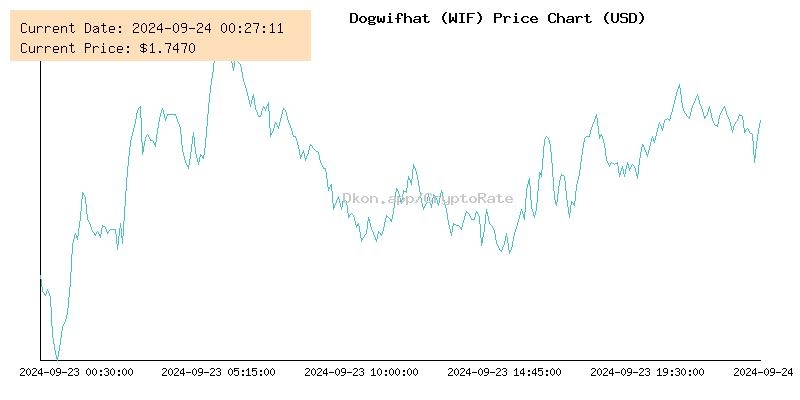 Dogwifhat (WIF) Price Chart (USD)
Current Date: 2024-09-24 00:27:11
Current Price: $1.7470
Dkon.app/CryptoRate
2024-09-23 00:30:00
2024-09-23 05:15:00
2024-09-23 10:00:00
2024-09-23 14:45:00
2024-09-23 19:30:00
2024-09-24